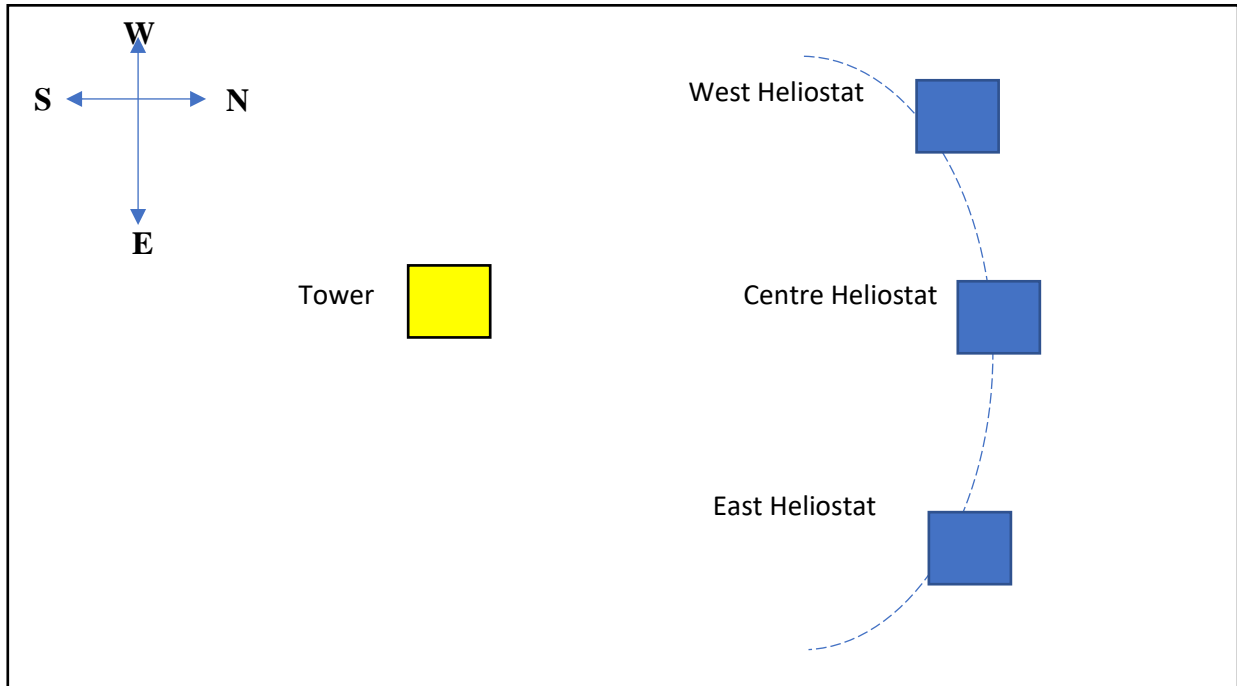 W
S
N
E
West Heliostat
Tower
Centre Heliostat
East Heliostat